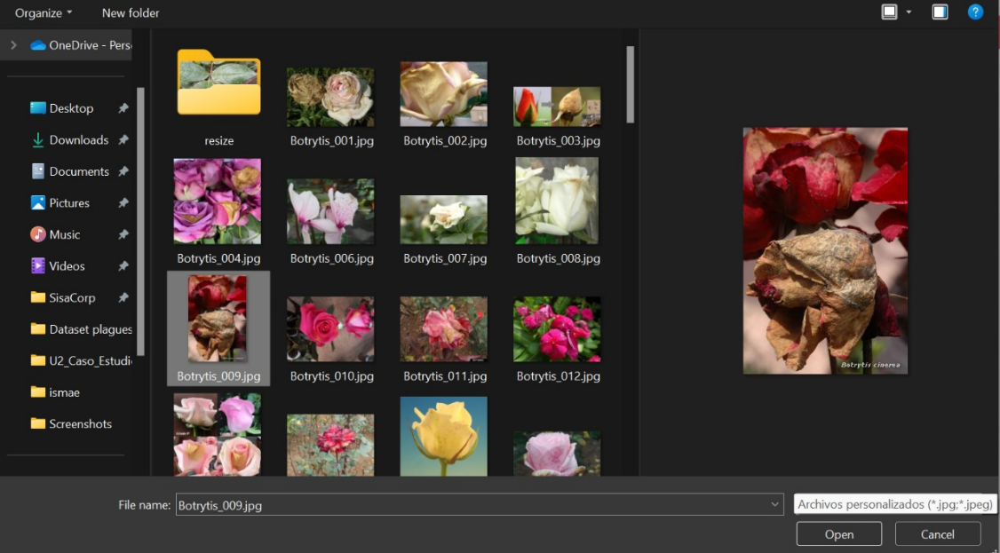 Organize
New folder
OneDrive - Pers
Desktop
Downloads
Documents
Pictures
Music
Videos
SisaCorp
Dataset plagues
U2_Caso_Estudi
ismae
Screenshots
resize
Botrytis_001.jpg
Botrytis_002.jpg
Botrytis_003.jpg
Botrytis_004.jpg
Botrytis_006.jpg
Botrytis_007.jpg
Botrytis_008.jpg
Botrytis_009.jpg
Botrytis_010.jpg
Botrytis_011.jpg
Botrytis_012.jpg
Botrytis cinerea
File name:
Botrytis_009.jpg
Archivos personalizados (*.jpg;*.jpeg)
Open
Cancel